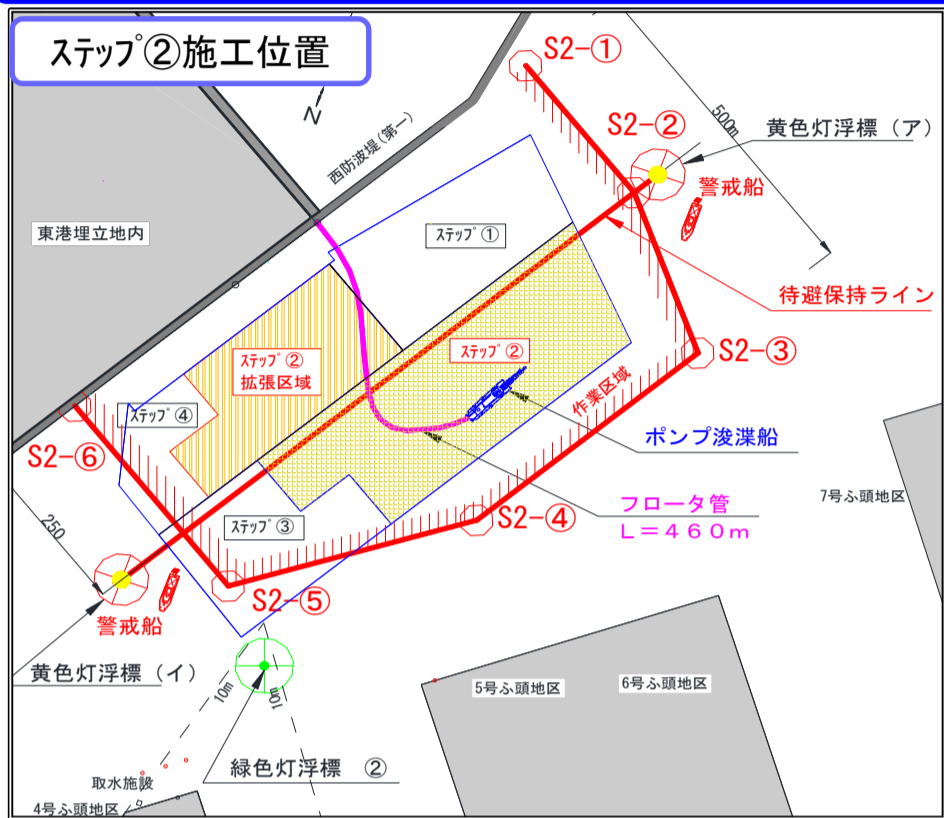 ステップ②施工位置
S2-①
500m
S2-②
黄色灯浮標（ア）
N
西防波堤(第一)
警戒船
東港埋立地内
ステップ①
待避保持ライン
ステップ②
拡張区域
ステップ②
S2-③
作業区域
ステップ④
ポンプ浚渫船
S2-⑥
フロータ管
L＝460m
7号ふ頭地区
S2-④
250
ステップ③
S2-⑤
警戒船
黄色灯浮標（イ）
10m
10m
5号ふ頭地区
6号ふ頭地区
緑色灯浮標　②
取水施設
4号ふ頭地区